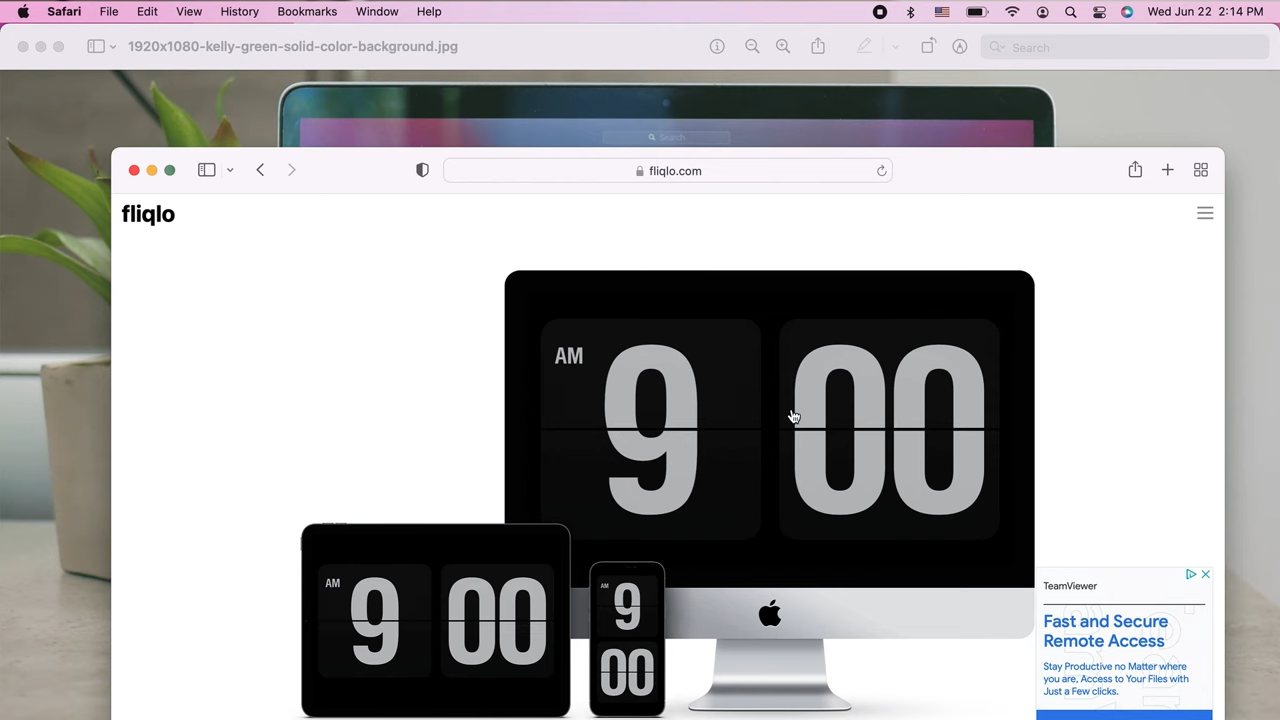 Safari File Edit View History Bookmarks Window Help Wed Jun 22 2:14 PM
1920x1080-kelly-green-solid-color-background.jpg Search
Search
fliqlo.com
fliqlo
AM 9 00
AM 9 00
AM 9
00
TeamViewer
Fast and Secure
Remote Access
Stay Productive no Matter where
you are, Access to Your Files with
Just a Few clicks.